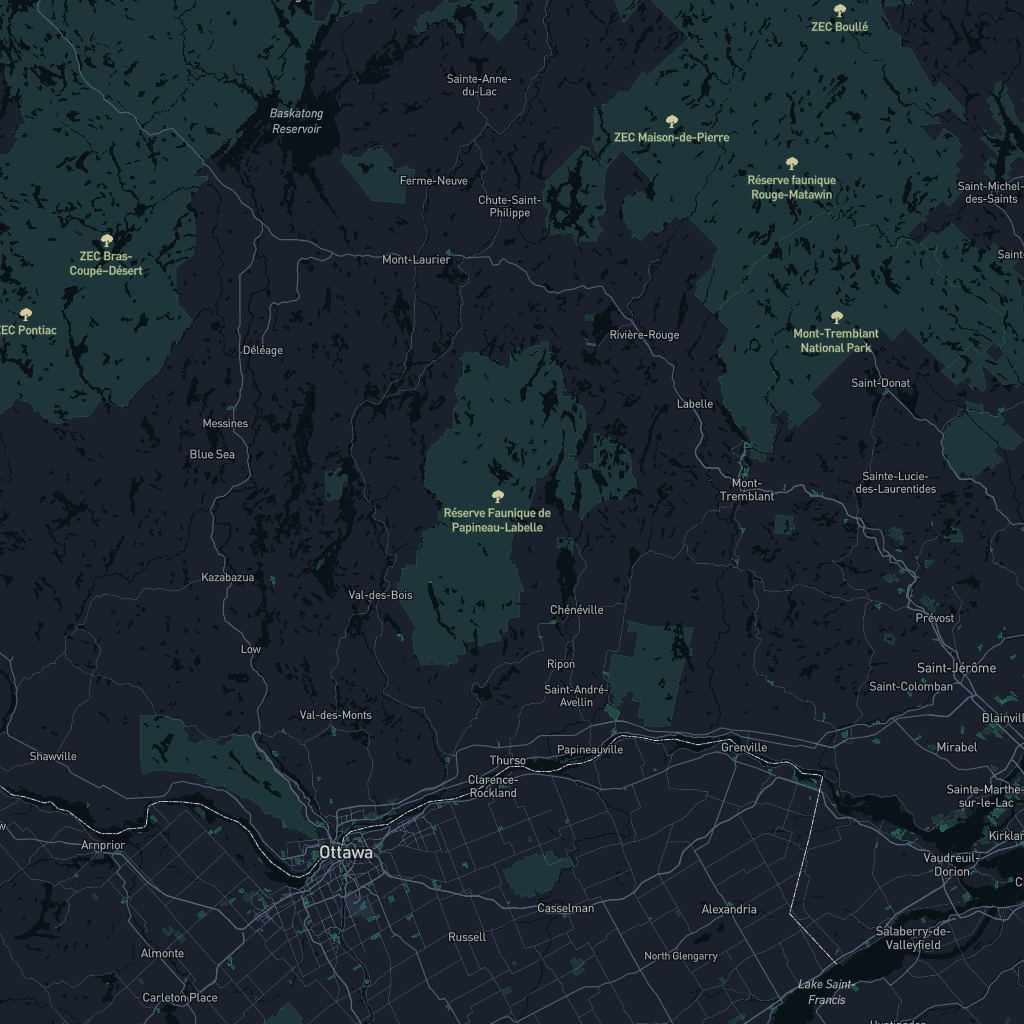 ZEC Boullé
Sainte-Anne-
du-Lac
Baskatong
Reservoir
ZEC Maison-de-Pierre
Réserve faunique
Rouge-Matawin
Ferme-Neuve
Saint-Michel-
des-Saints
Chute-Saint-
Philippe
ZEC Bras-
Coupé–Désert
Mont-Laurier
Saint-
ZEC Pontiac
Mont-Tremblant
National Park
Rivière-Rouge
Déléage
Saint-Donat
Labelle
Messines
Blue Sea
Sainte-Lucie-
des-Laurentides
Mont-
Tremblant
Réserve Faunique de
Papineau-Labelle
Kazabazua
Val-des-Bois
Chénéville
Prévost
Low
Ripon
Saint-Jérôme
Saint-Colomban
Saint-André-
Avellin
Val-des-Monts
Blainvill
Papineauville
Grenville
Mirabel
Shawville
Thurso
Clarence-
Rockland
Sainte-Marthe-
sur-le-Lac
w
Kirklan
Arnprior
Ottawa
Vaudreuil-
Dorion
C
Casselman
Alexandria
Russell
Salaberry-de-
Valleyfield
Almonte
North Glengarry
Lake Saint-
Francis
Carleton Place